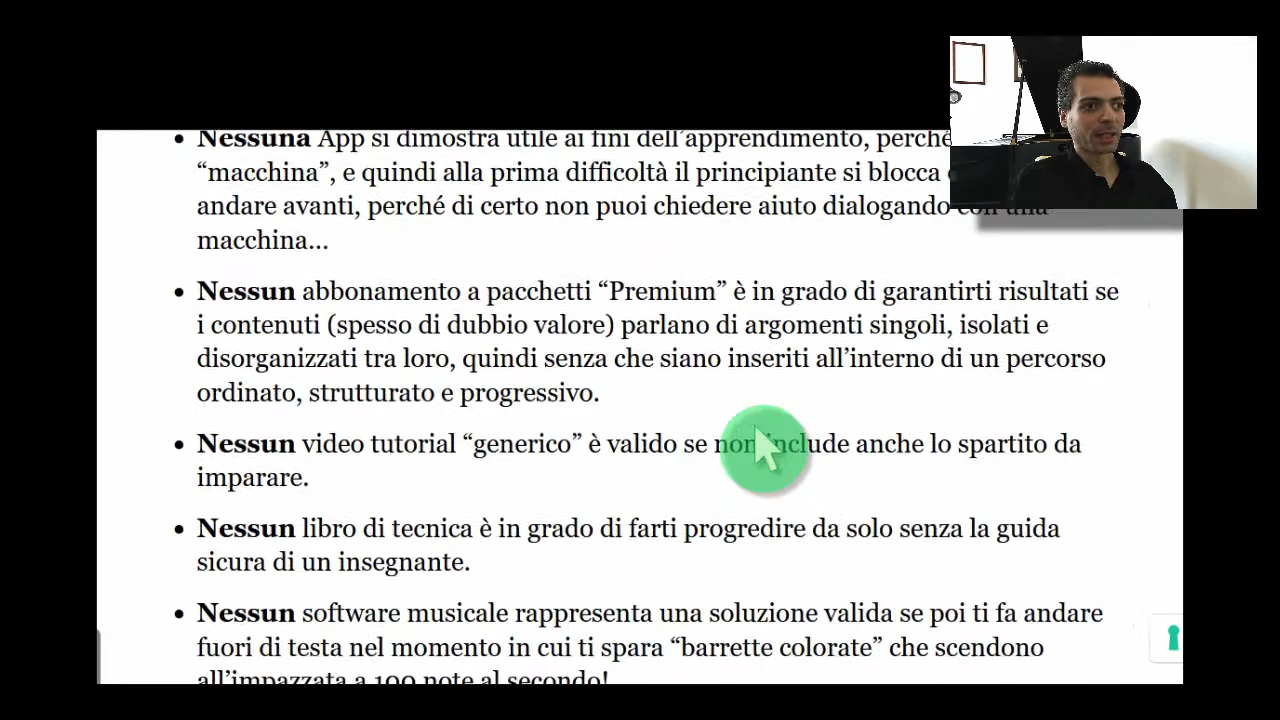 Nessuna App si dimostra utile ai fini dell’apprendimento, perché
“macchina”, e quindi alla prima difficoltà il principiante si blocca
andare avanti, perché di certo non puoi chiedere aiuto dialogando con una
macchina...
Nessun abbonamento a pacchetti “Premium” è in grado di garantirti risultati se
i contenuti (spesso di dubbio valore) parlano di argomenti singoli, isolati e
disorganizzati tra loro, quindi senza che siano inseriti all’interno di un percorso
ordinato, strutturato e progressivo.
Nessun video tutorial “generico” è valido se non include anche lo spartito da
imparare.
Nessun libro di tecnica è in grado di farti progredire da solo senza la guida
sicura di un insegnante.
Nessun software musicale rappresenta una soluzione valida se poi ti fa andare
fuori di testa nel momento in cui ti spara “barrette colorate” che scendono
all’impazzata a 100 note al secondo!